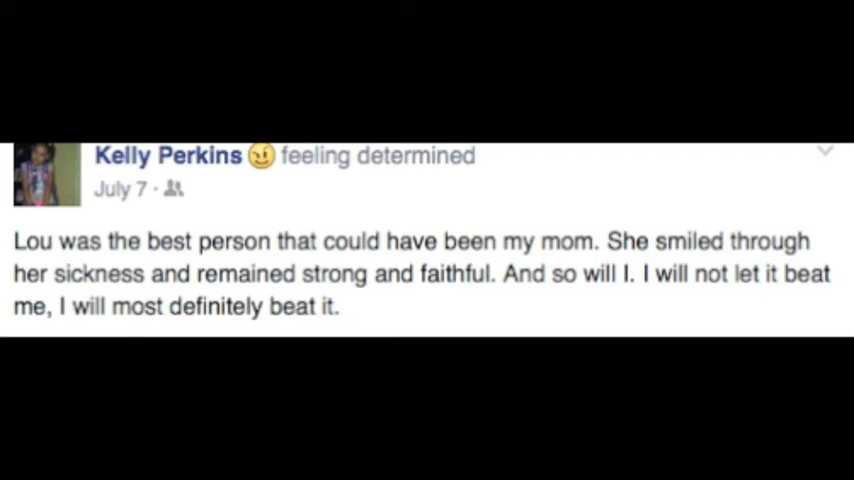 Kelly Perkins feeling determined
July 7 ·
Lou was the best person that could have been my mom. She smiled through
her sickness and remained strong and faithful. And so will I. I will not let it beat
me, I will most definitely beat it.